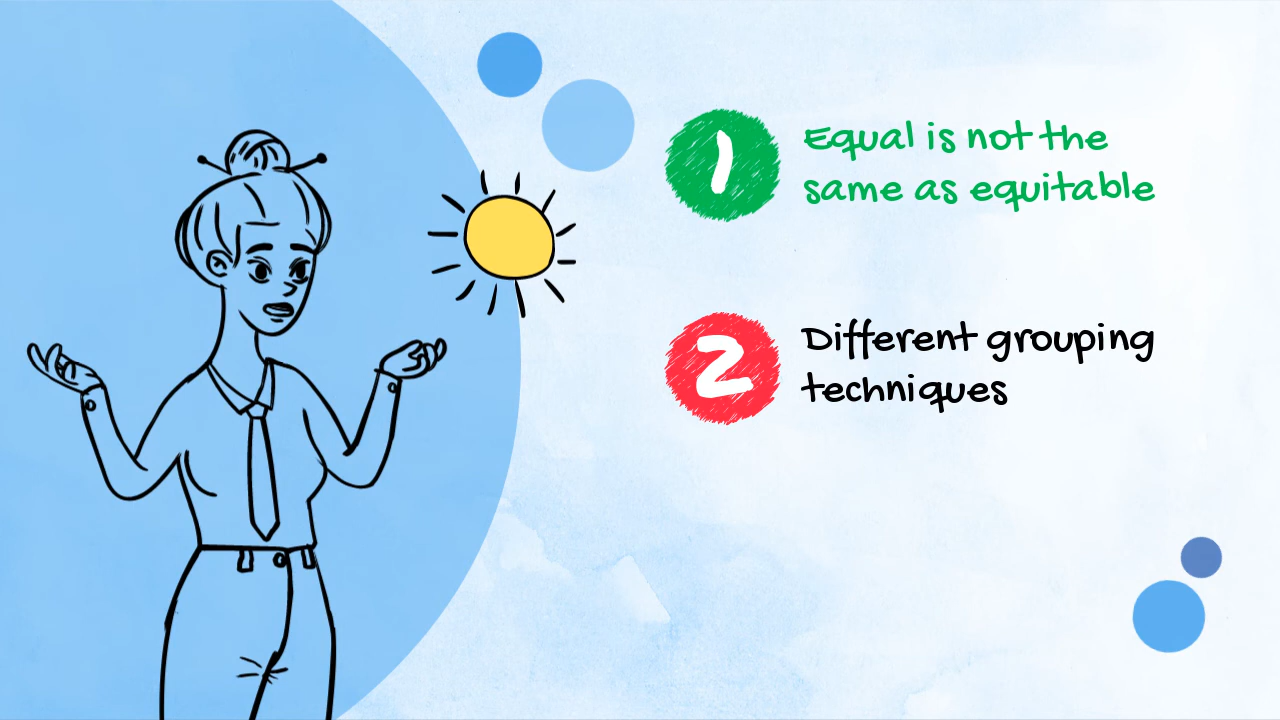 1
Equal is not the
same as equitable
2
Different grouping
techniques